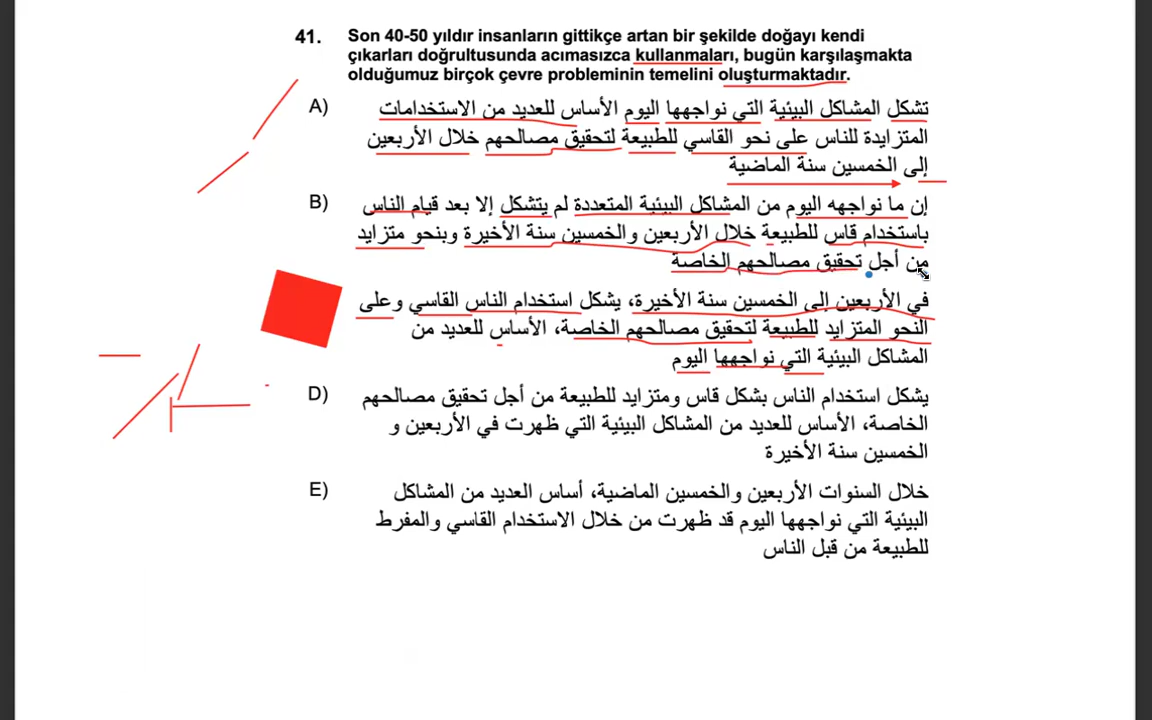 41. Son 40-50 yıldır insanların gittikçe artan bir şekilde doğayı kendi
çıkarları doğrultusunda acımasızca kullanmaları, bugün karşılaşmakta
olduğumuz birçok çevre probleminin temelini oluşturmaktadır.
A) تشكل المشاكل البيئية التي نواجهها اليوم الأساس للعديد من الاستخدامات
المتزايدة للناس على نحو القاسي للطبيعة لتحقيق مصالحهم خلال الأربعين
إلى الخمسين سنة الماضية
B) إن ما نواجهه اليوم من المشاكل البيئية المتعددة لم يتشكل إلا بعد قيام الناس
باستخدام قاس للطبيعة خلال الأربعين والخمسين سنة الأخيرة وبنحو متزايد
من أجل تحقيق مصالحهم الخاصة
في الأربعين إلى الخمسين سنة الأخيرة، يشكل استخدام الناس القاسي وعلى
النحو المتزايد للطبيعة لتحقيق مصالحهم الخاصة، الأساس للعديد من
المشاكل البيئية التي نواجهها اليوم
D) يشكل استخدام الناس بشكل قاس ومتزايد للطبيعة من أجل تحقيق مصالحهم
الخاصة، الأساس للعديد من المشاكل البيئية التي ظهرت في الأربعين و
الخمسين سنة الأخيرة
E) خلال السنوات الأربعين والخمسين الماضية، أساس العديد من المشاكل
البيئية التي نواجهها اليوم قد ظهرت من خلال الاستخدام القاسي والمفرط
للطبيعة من قبل الناس